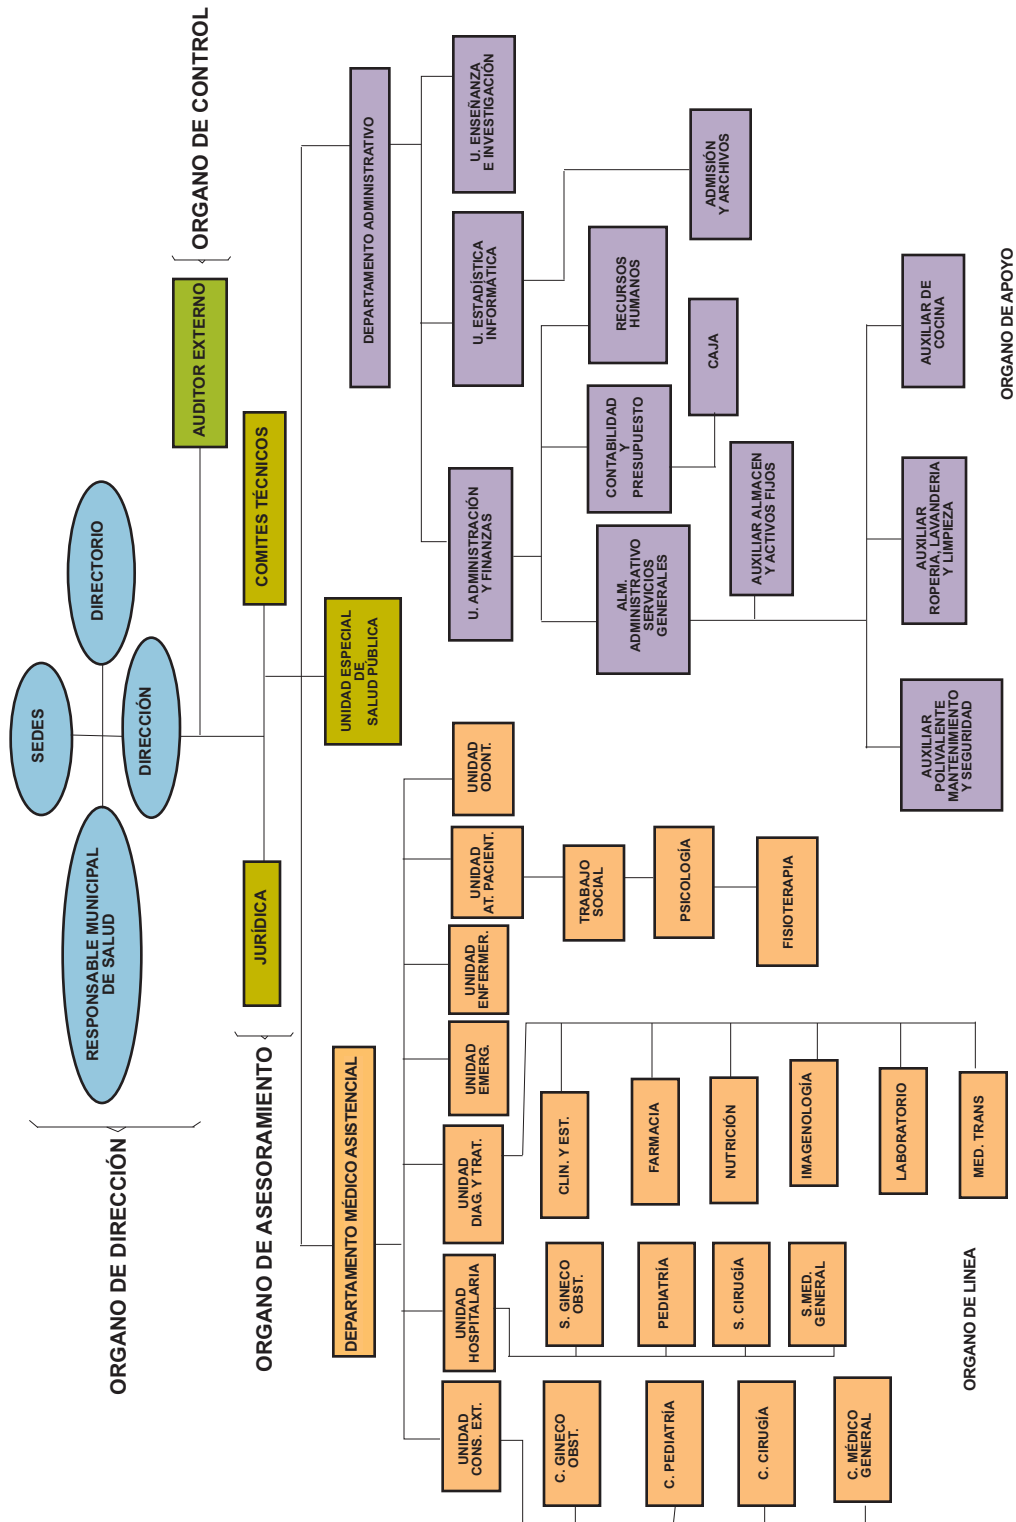 SEDES
RESPONSABLE MUNICIPAL
DE SALUD
DIRECTORIO
DIRECCIÓN
ORGANO DE DIRECCIÓN
AUDITOR EXTERNO
ORGANO DE CONTROL
JURÍDICA
COMITES TÉCNICOS
ORGANO DE ASESORAMIENTO
UNIDAD ESPECIAL
DE
SALUD PÚBLICA
DEPARTAMENTO MÉDICO ASISTENCIAL
DEPARTAMENTO ADMINISTRATIVO
UNIDAD
CONS. EXT.
UNIDAD
HOSPITALARIA
UNIDAD
DIAG. Y TRAT.
UNIDAD
EMERG.
UNIDAD
ENFERMER.
UNIDAD
AT. PACIENT.
UNIDAD
ODONT.
U. ADMINISTRACIÓN
Y FINANZAS
U. ESTADÍSTICA
INFORMÁTICA
U. ENSEÑANZA
E INVESTIGACIÓN
C. GINECO
OBST.
C. PEDIATRÍA
C. CIRUGÍA
C. MÉDICO
GENERAL
S. GINECO
OBST.
PEDIATRÍA
S. CIRUGÍA
S.MED.
GENERAL
CLIN. Y EST.
FARMACIA
NUTRICIÓN
IMAGENOLOGÍA
LABORATORIO
MED. TRANS
TRABAJO
SOCIAL
PSICOLOGÍA
FISIOTERAPIA
ALM.
ADMINISTRATIVO
SERVICIOS
GENERALES
CONTABILIDAD
Y
PRESUPUESTO
RECURSOS
HUMANOS
ADMISIÓN
Y ARCHIVOS
CAJA
AUXILIAR ALMACEN
Y ACTIVOS FIJOS
AUXILIAR
POLIVALENTE
MANTENIMIENTO
Y SEGURIDAD
AUXILIAR
ROPERIA, LAVANDERIA
Y LIMPIEZA
AUXILIAR DE
COCINA
ORGANO DE LINEA
ORGANO DE APOYO